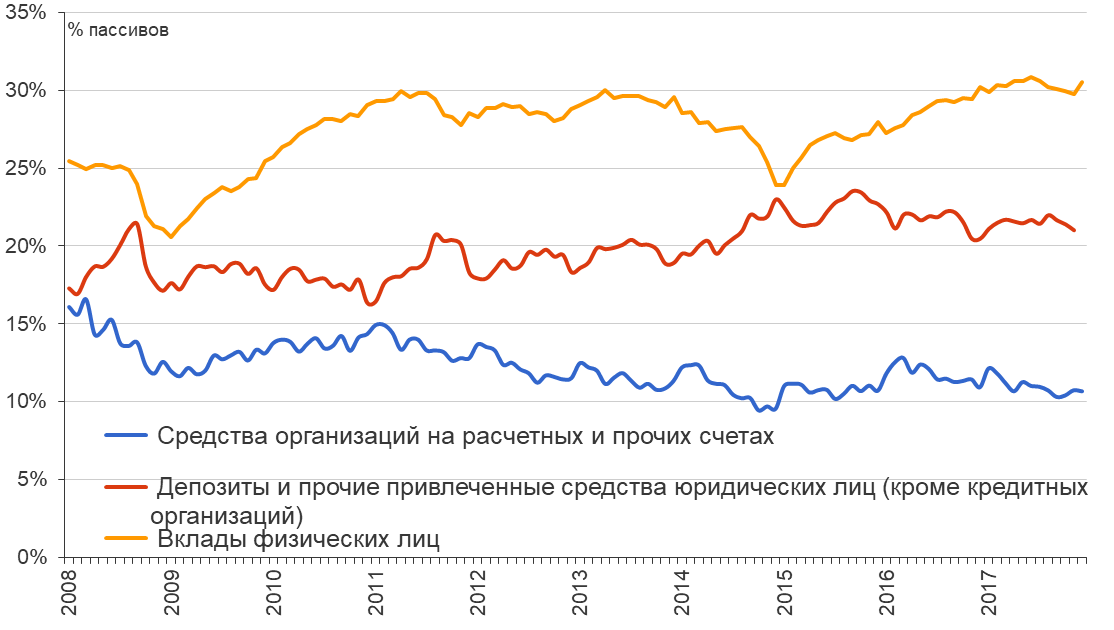 35%
% пассивов
30%
25%
20%
15%
10%
Средства организаций на расчетных и прочих счетах
5%
Депозиты и прочие привлеченные средства юридических лиц (кроме кредитных
организаций)
Вклады физических лиц
0%
2008 2009 2010 2011 2012 2013 2014 2015 2016 2017